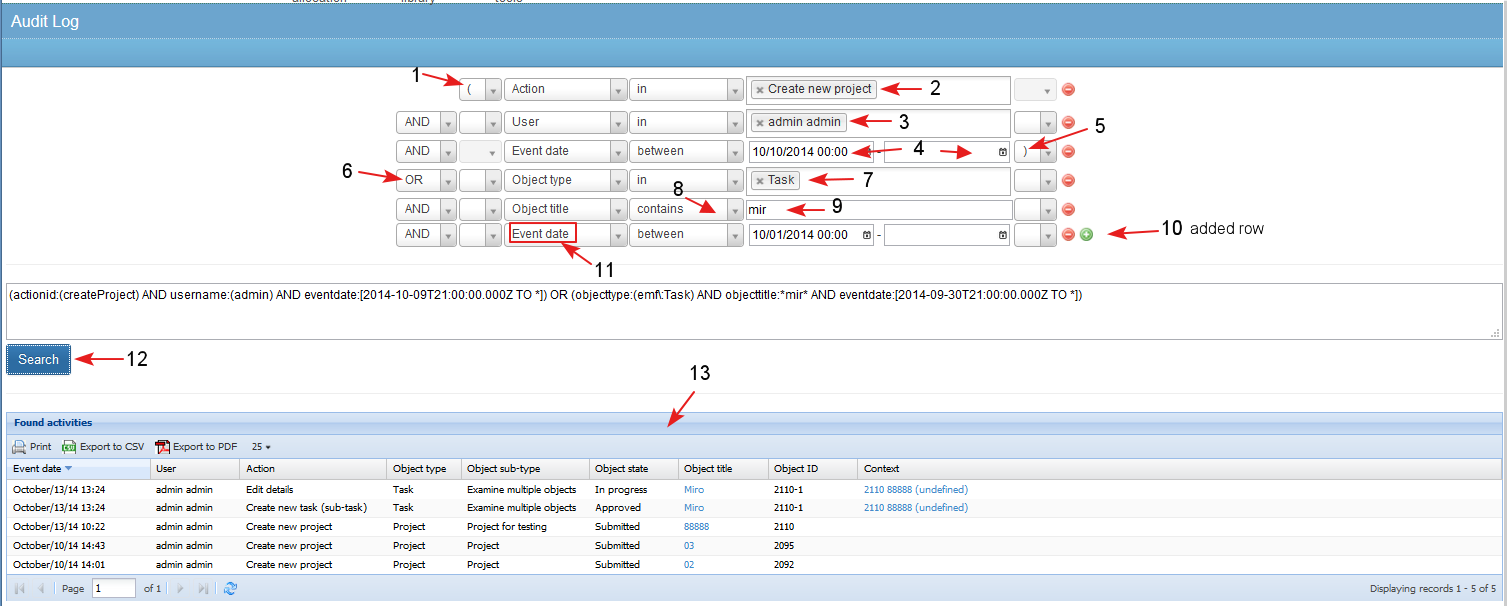 allocation library tools
Audit Log
1 ( Action in × Create new project 2
AND User in × admin admin 3
AND Event date between 10/10/2014 00:00 - 4 ) 5
6 OR Object type in × Task 7
AND Object title contains 8 mir 9
AND Event date between 10/01/2014 00:00 - 10 added row
11
(actionid:(createProject) AND username:(admin) AND eventdate:[2014-10-09T21:00:00.000Z TO *]) OR (objecttype:(emf\:Task) AND objecttitle:*mir* AND eventdate:[2014-09-30T21:00:00.000Z TO *])
Search 12
13
Found activities
Print CSV Export to CSV Export to PDF 25
Event date User Action Object type Object sub-type Object state Object title Object ID Context
October/13/14 13:24 admin admin Edit details Task Examine multiple objects In progress Miro 2110-1 2110 88888 (undefined)
October/13/14 13:24 admin admin Create new task (sub-task) Task Examine multiple objects Approved Miro 2110-1 2110 88888 (undefined)
October/13/14 10:22 admin admin Create new project Project Project for testing Submitted 88888 2110
October/10/14 14:43 admin admin Create new project Project Project Submitted 03 2095
October/10/14 14:01 admin admin Create new project Project Project Submitted 02 2092
Page 1 of 1 Displaying records 1 - 5 of 5